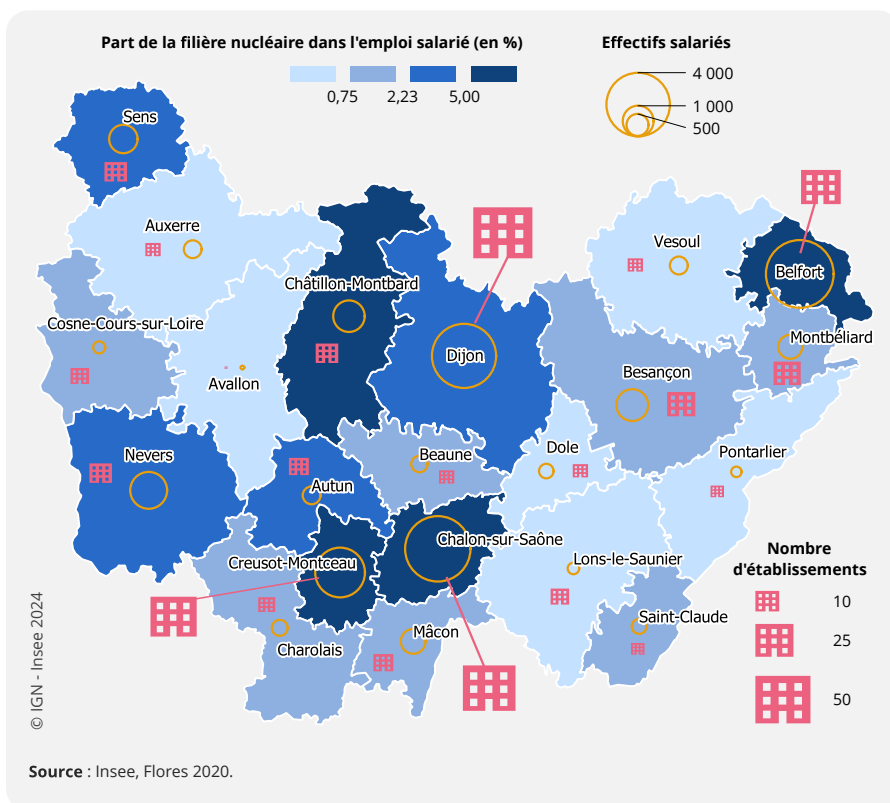 Part de la filière nucléaire dans l'emploi salarié (en %)
0,75
2,23
5,00
Effectifs salariés
4 000
1 000
500
Sens
Auxerre
Vesoul
Belfort
Châtillon-Montbard
Cosne-Cours-sur-Loire
Montbéliard
Dijon
Avallon
Besançon
Nevers
Beaune
Dole
Pontarlier
Autun
Chalon-sur-Saône
Creusot-Montceau
Lons-le-Saunier
Saint-Claude
Mâcon
Charolais
Nombre
d'établissements
10
25
50
© IGN - Insee 2024
Source : Insee, Flores 2020.